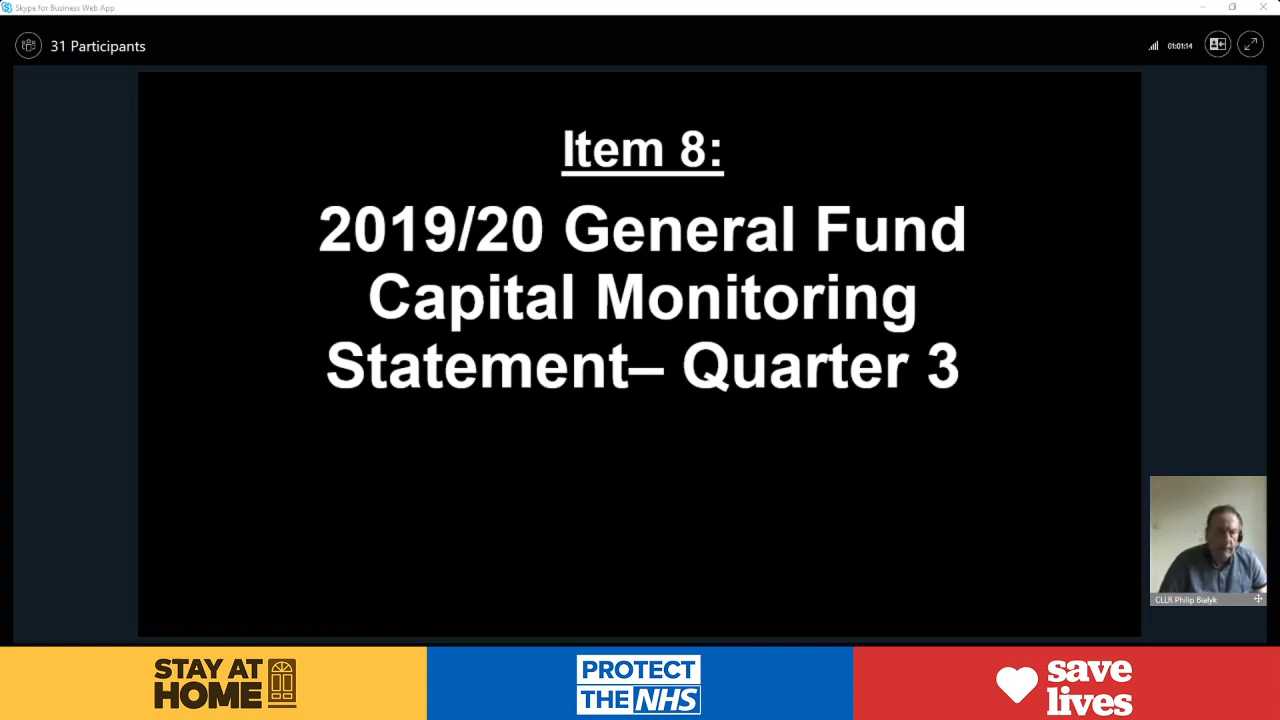 Skype for Business Web App
31 Participants
01:01:14
Item 8:
2019/20 General Fund
Capital Monitoring
Statement– Quarter 3
CLLR Philip Bialyk
STAY AT
HOME
PROTECT
THE NHS
save
lives